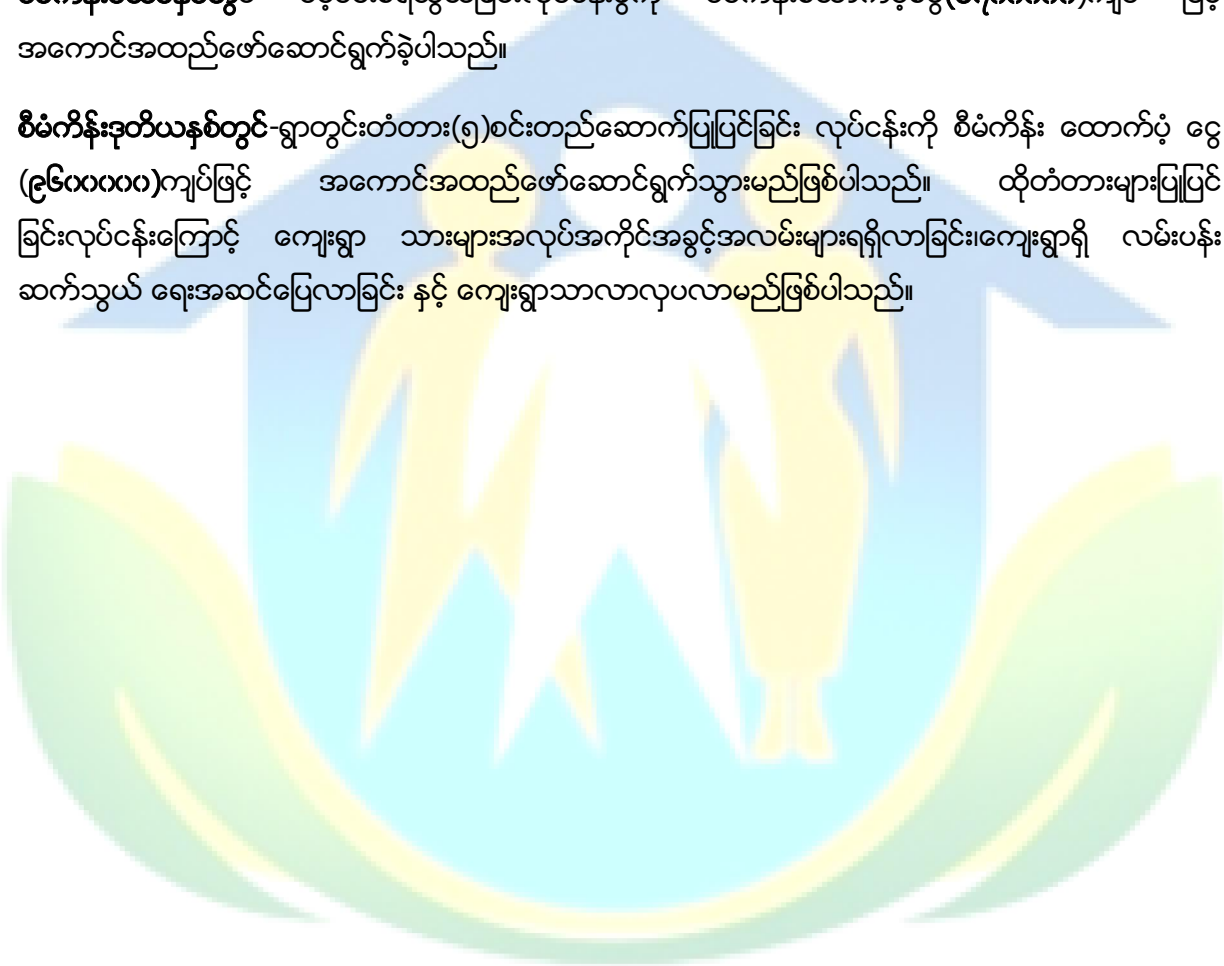 အကောင်အထည်ဖော်ဆောင်ရွက်ခဲ့ပါသည်။
စီမံကိန်းဒုတိယနှစ်တွင်-ရွာတွင်းတံတား(၅)စင်းတည်ဆောက်ပြုပြင်ခြင်း လုပ်ငန်းကို စီမံကိန်း ထောက်ပံ့ ငွေ
(၉၆၀၀၀၀၀)ကျပ်ဖြင့် အကောင်အထည်ဖော်ဆောင်ရွက်သွားမည်ဖြစ်ပါသည်။ ထိုတံတားများပြုပြင်
ခြင်းလုပ်ငန်းကြောင့် ကျေးရွာ သားများအလုပ်အကိုင်အခွင့်အလမ်းများရရှိလာခြင်း၊ကျေးရွာရှိ လမ်းပန်း
ဆက်သွယ် ရေးအဆင်ပြေလာခြင်း နှင့် ကျေးရွာသာလာလှပလာမည်ဖြစ်ပါသည်။